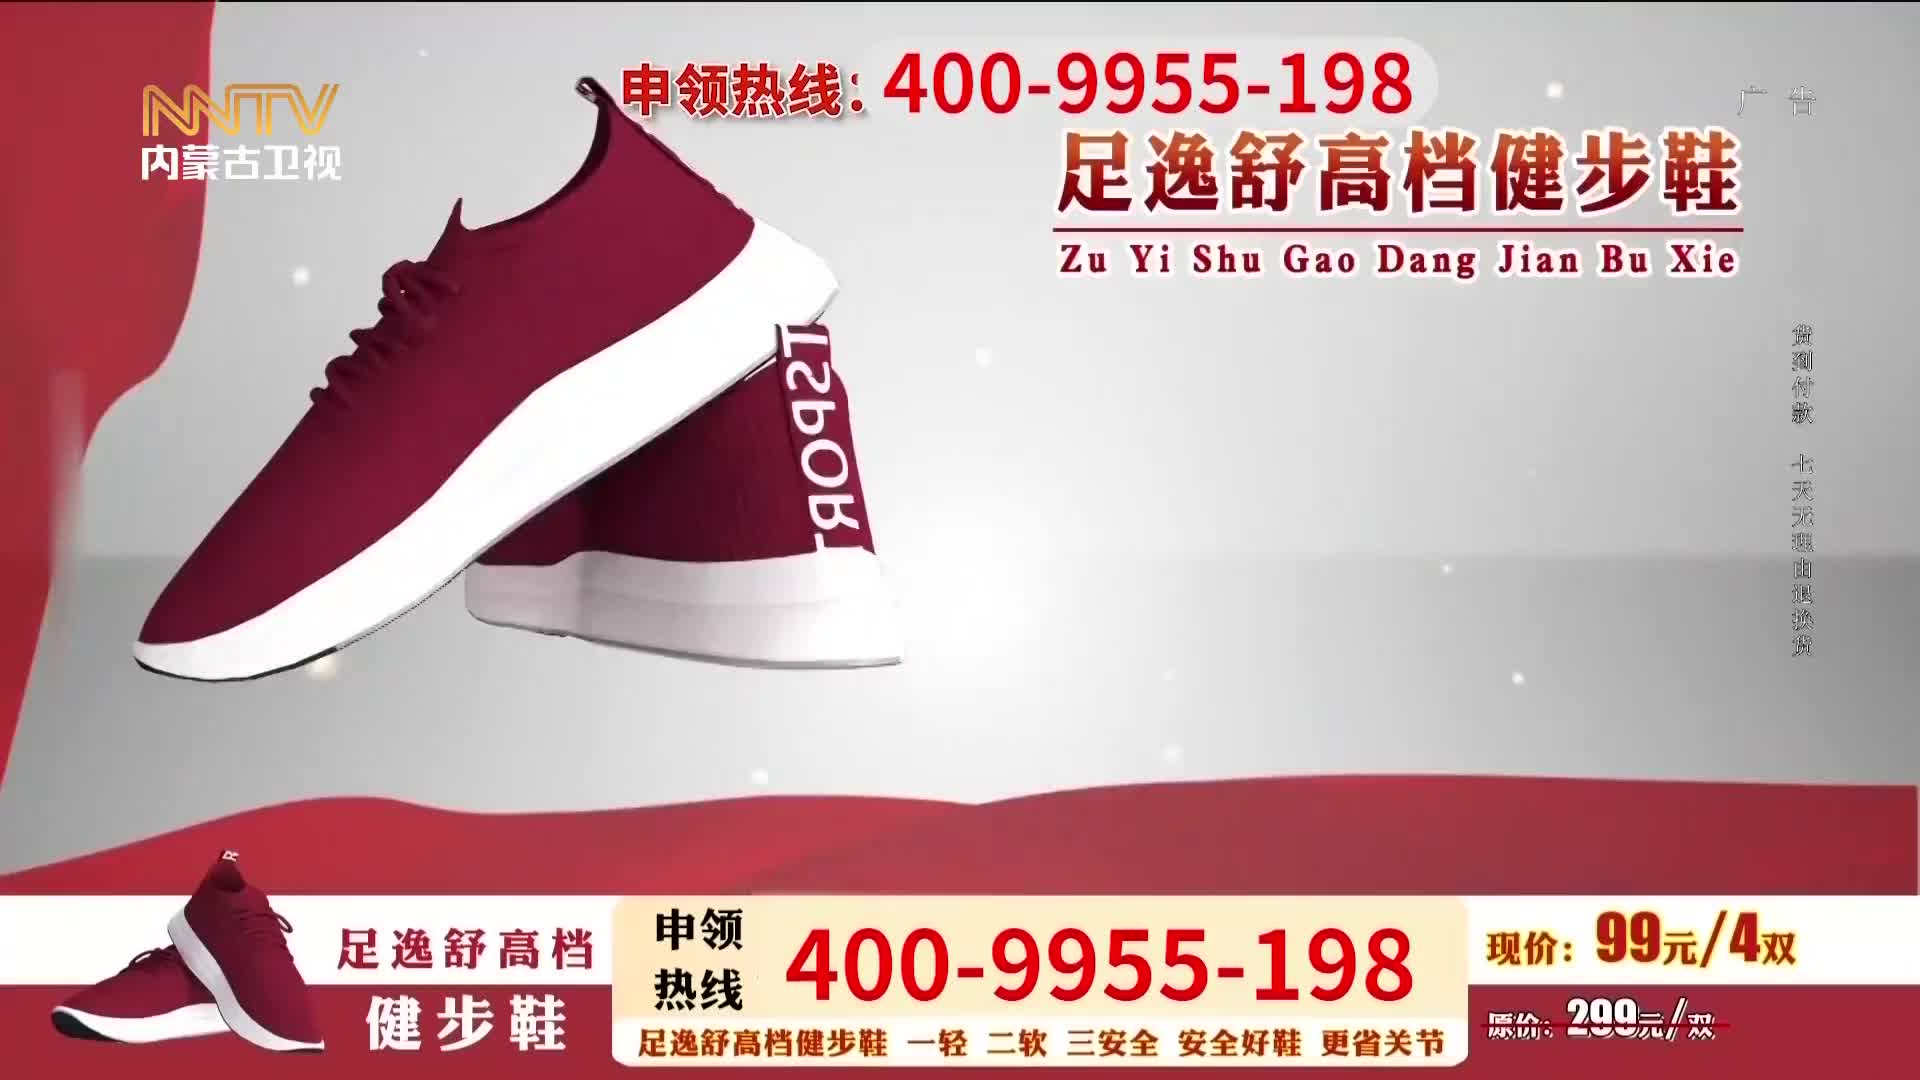 NNTV
内蒙古卫视
申领热线：400-9955-198
广告
足逸舒高档健步鞋
Zu Yi Shu Gao Dang Jian Bu Xie
货到付款 七天无理由退换货
R
足逸舒高档
健步鞋
申领
热线
400-9955-198
足逸舒高档健步鞋 一轻 二软 三安全 安全好鞋 更省关节
现价：99元/4双
原价：299元/双